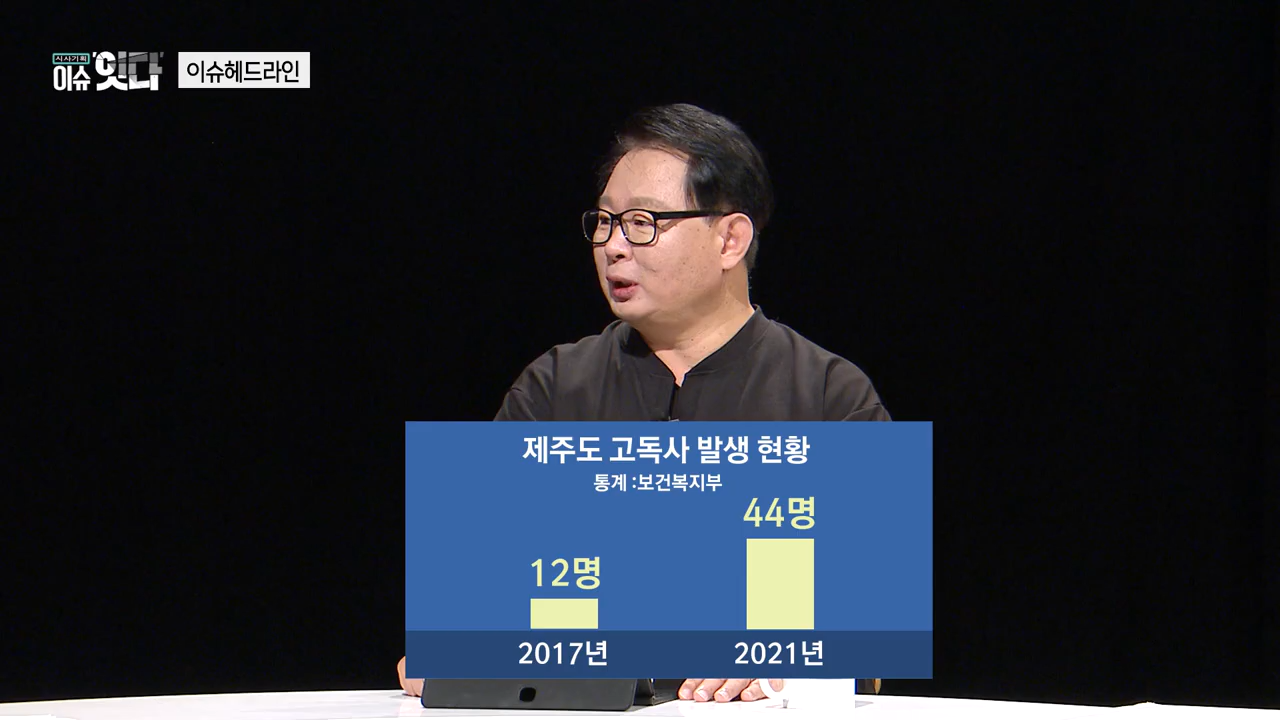 시사기획
이슈 '잇다'
이슈헤드라인
제주도 고독사 발생 현황
통계 :보건복지부
44명
12명
2017년
2021년